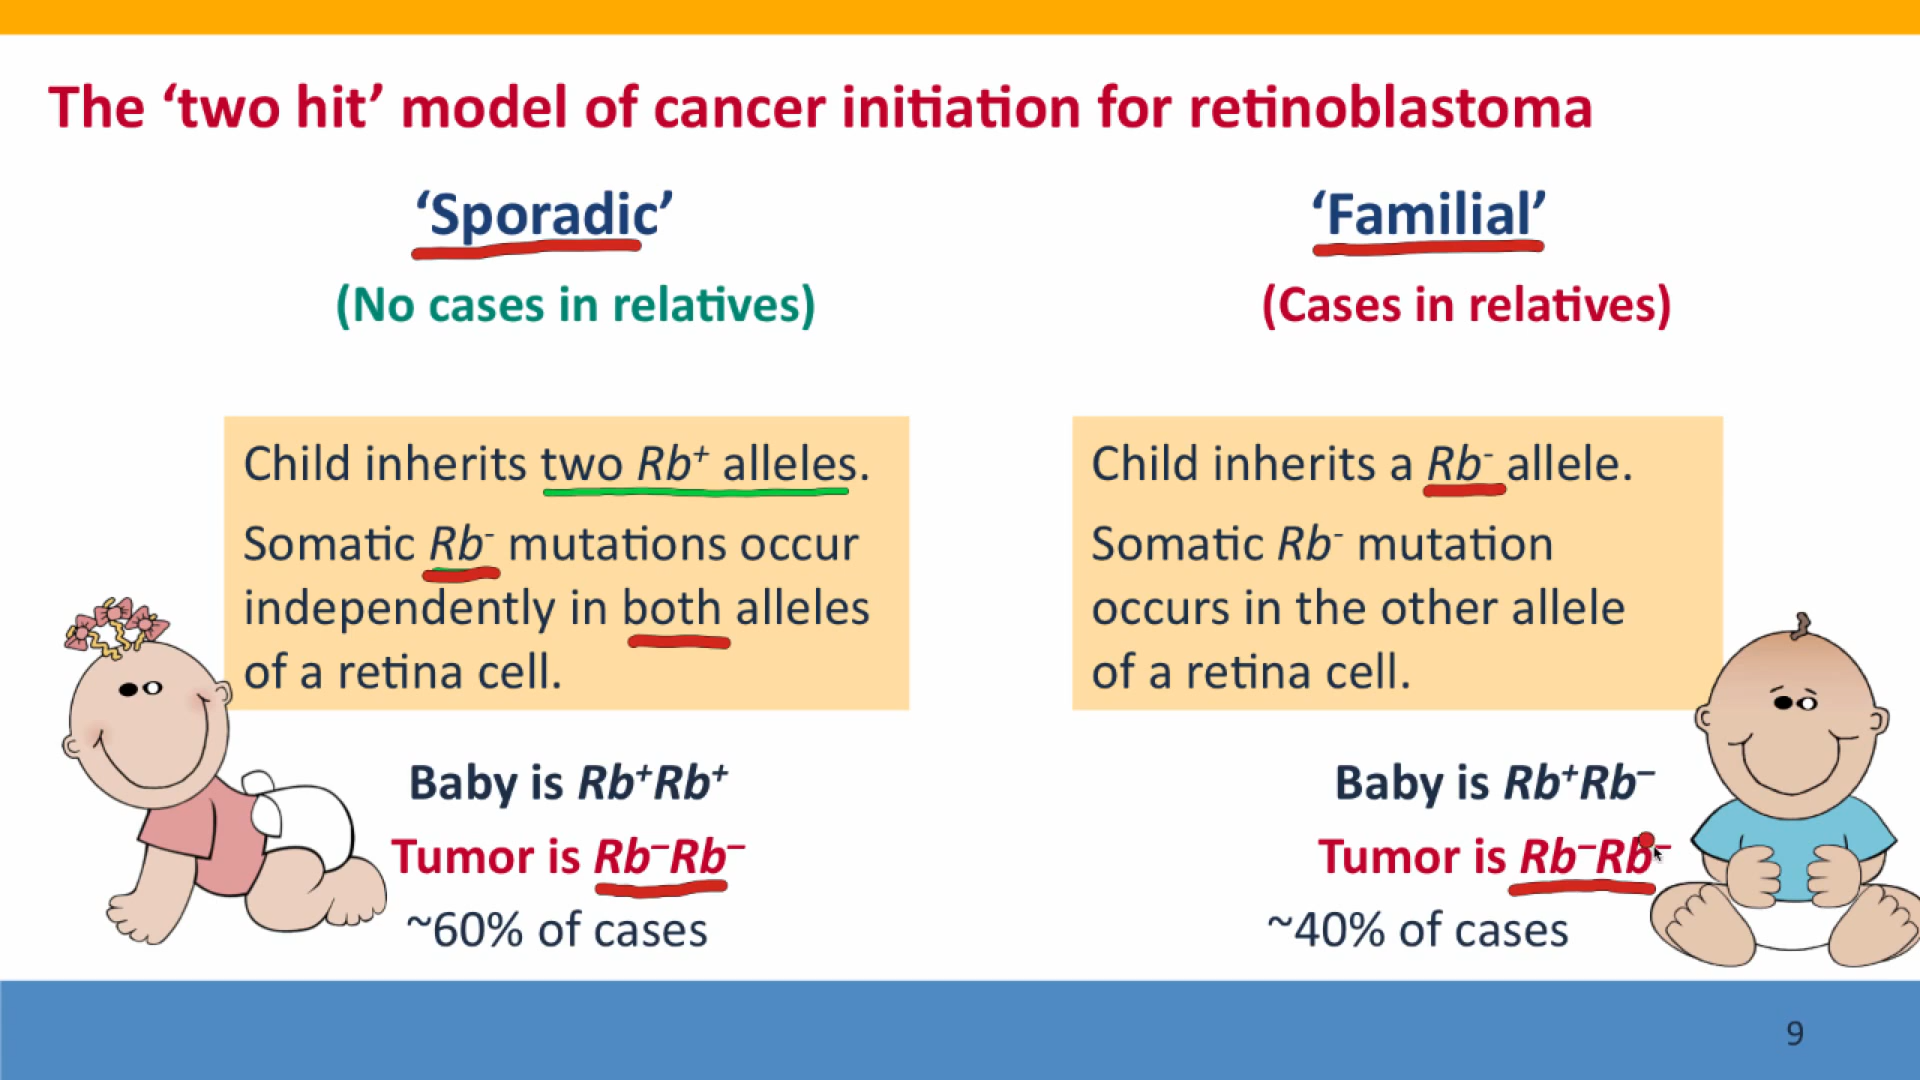 The ‘two hit’ model of cancer initiation for retinoblastoma
‘Sporadic’
(No cases in relatives)
Child inherits two Rb⁺ alleles.
Somatic Rb⁻ mutations occur
independently in both alleles
of a retina cell.
Baby is Rb⁺Rb⁺
Tumor is Rb⁻Rb⁻
~60% of cases
‘Familial’
(Cases in relatives)
Child inherits a Rb⁻ allele.
Somatic Rb⁻ mutation
occurs in the other allele
of a retina cell.
Baby is Rb⁺Rb⁻
Tumor is Rb⁻Rb⁻
~40% of cases
9